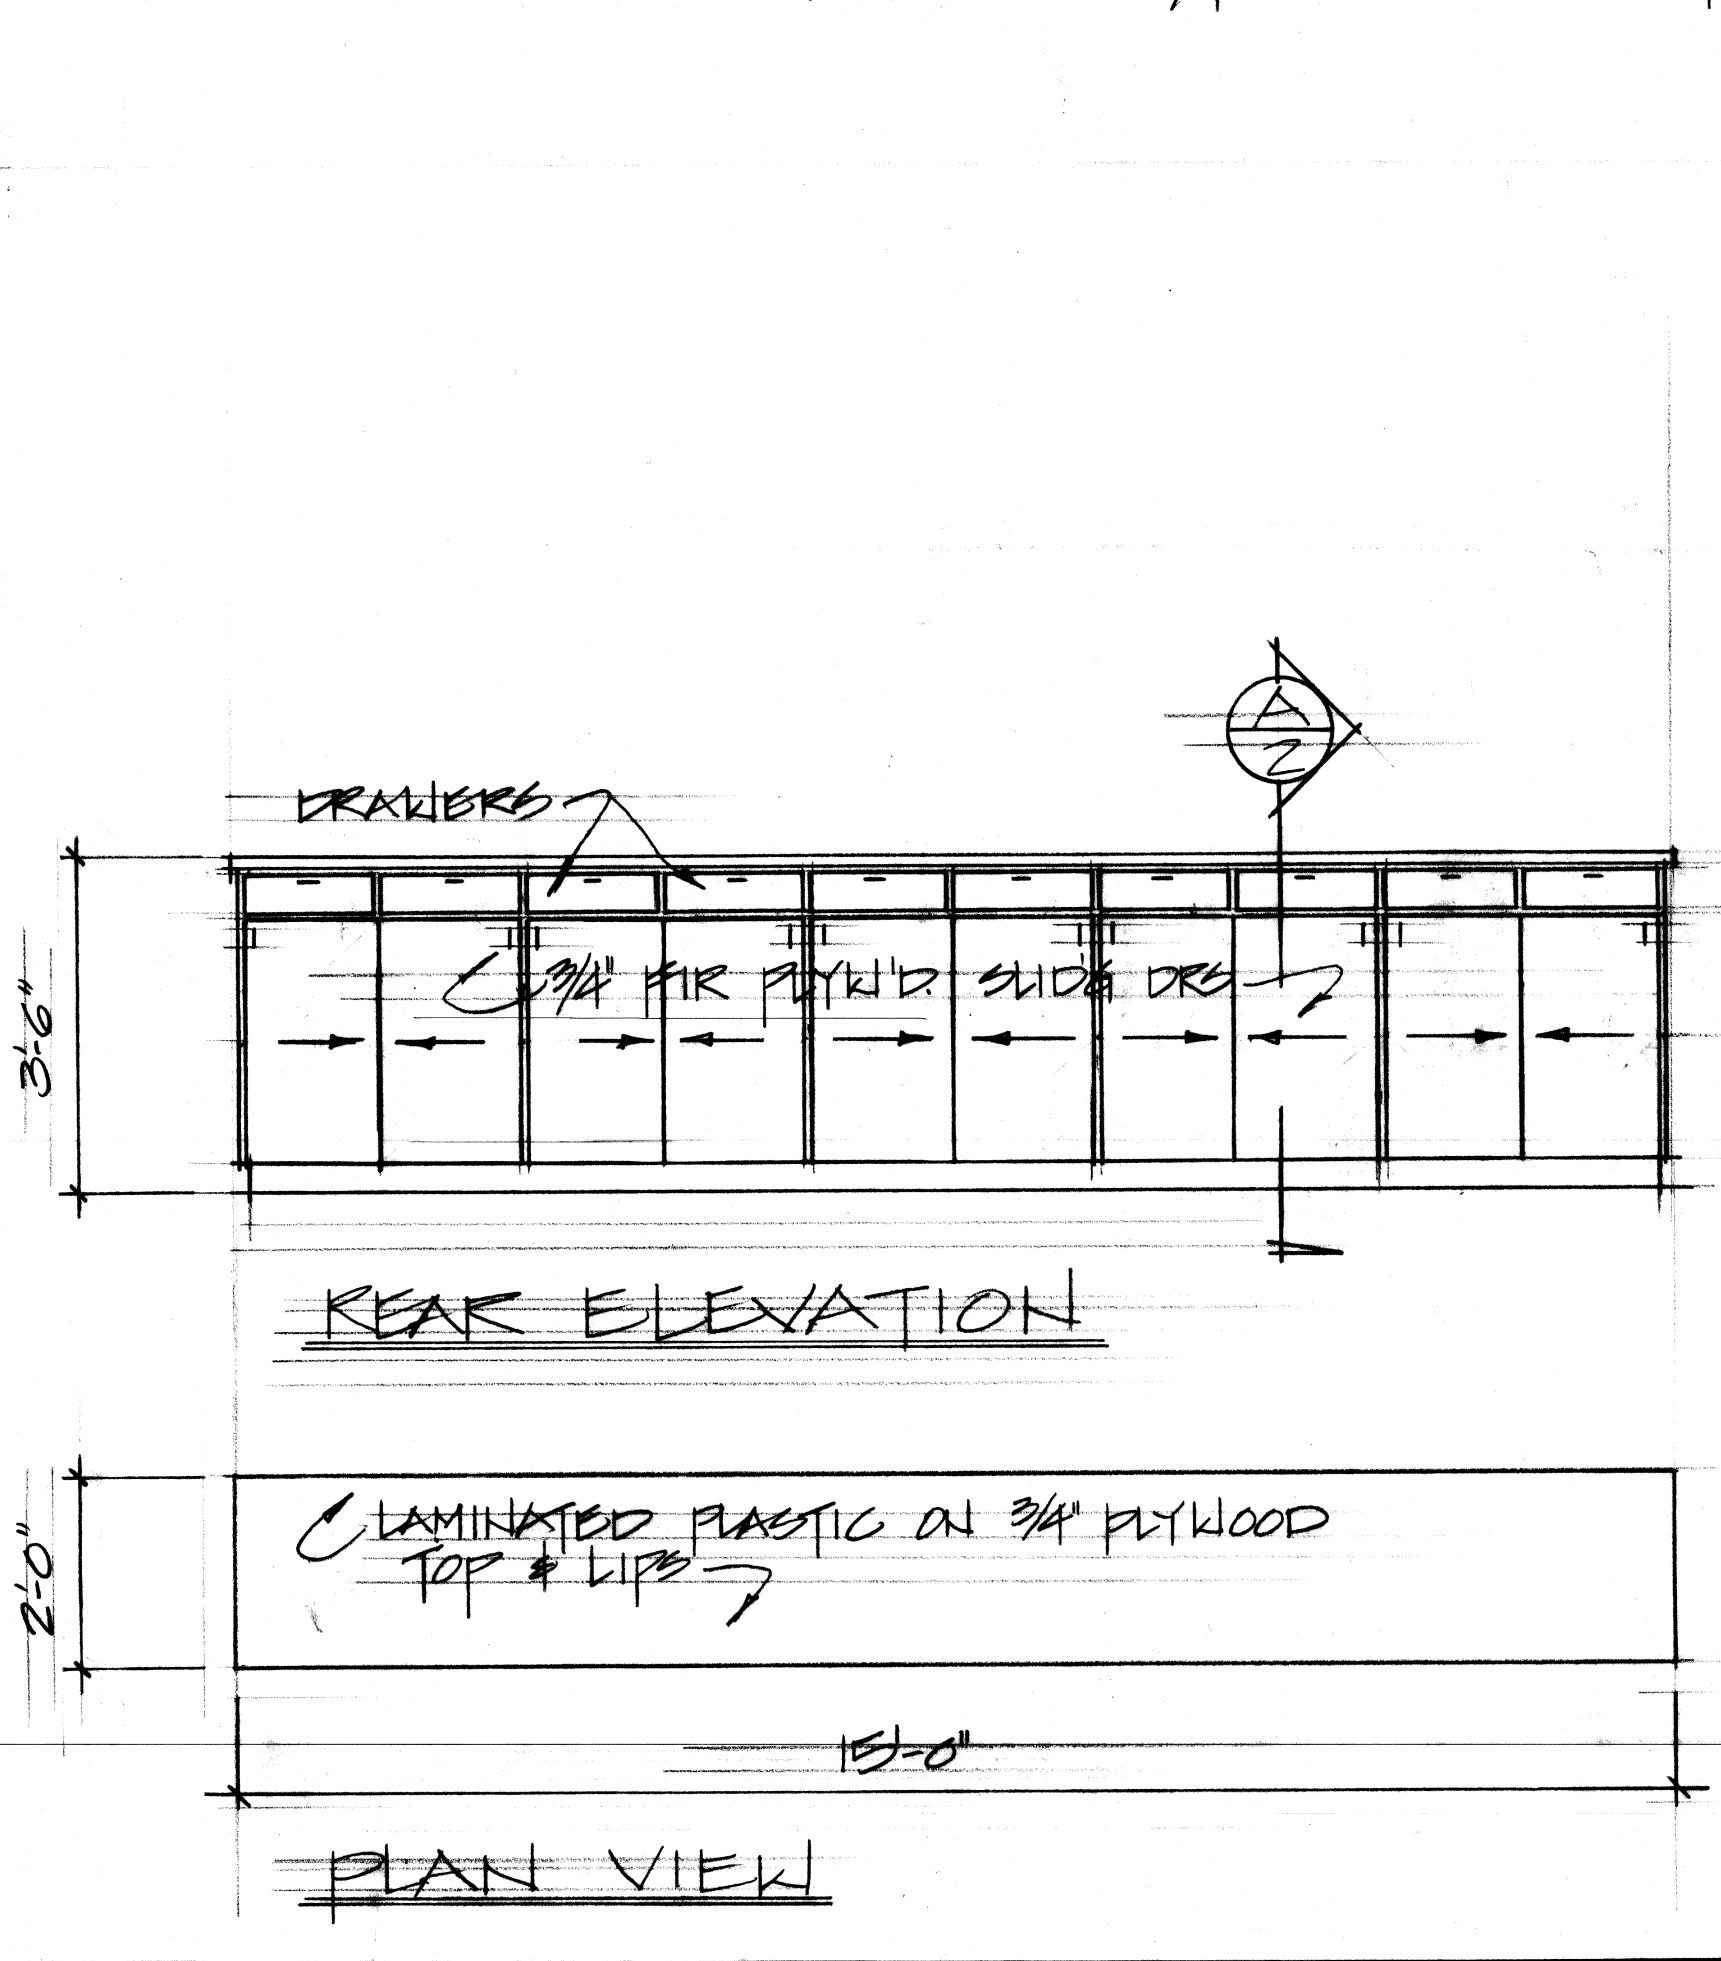 A
2
DRAWERS
3/4" FIR PLYW'D. SLID'G DRS
3'-6"
REAR ELEVATION
LAMINATED PLASTIC ON 3/4" PLYWOOD
TOP & LIPS
2'-0"
15'-0"
PLAN VIEW